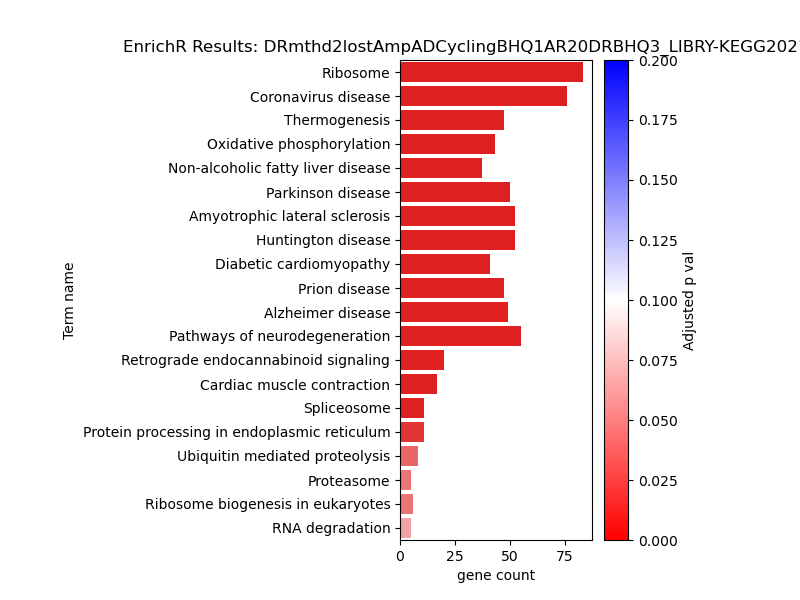 EnrichR Results: DRmthd2lostAmpADCyclingBHQ1AR20DRBHQ3_LIBRY-KEGG202
Term name
Ribosome
Coronavirus disease
Thermogenesis
Oxidative phosphorylation
Non-alcoholic fatty liver disease
Parkinson disease
Amyotrophic lateral sclerosis
Huntington disease
Diabetic cardiomyopathy
Prion disease
Alzheimer disease
Pathways of neurodegeneration
Retrograde endocannabinoid signaling
Cardiac muscle contraction
Spliceosome
Protein processing in endoplasmic reticulum
Ubiquitin mediated proteolysis
Proteasome
Ribosome biogenesis in eukaryotes
RNA degradation
0 25 50 75
gene count
0.200
0.175
0.150
0.125
0.100
0.075
0.050
0.025
0.000
Adjusted p val